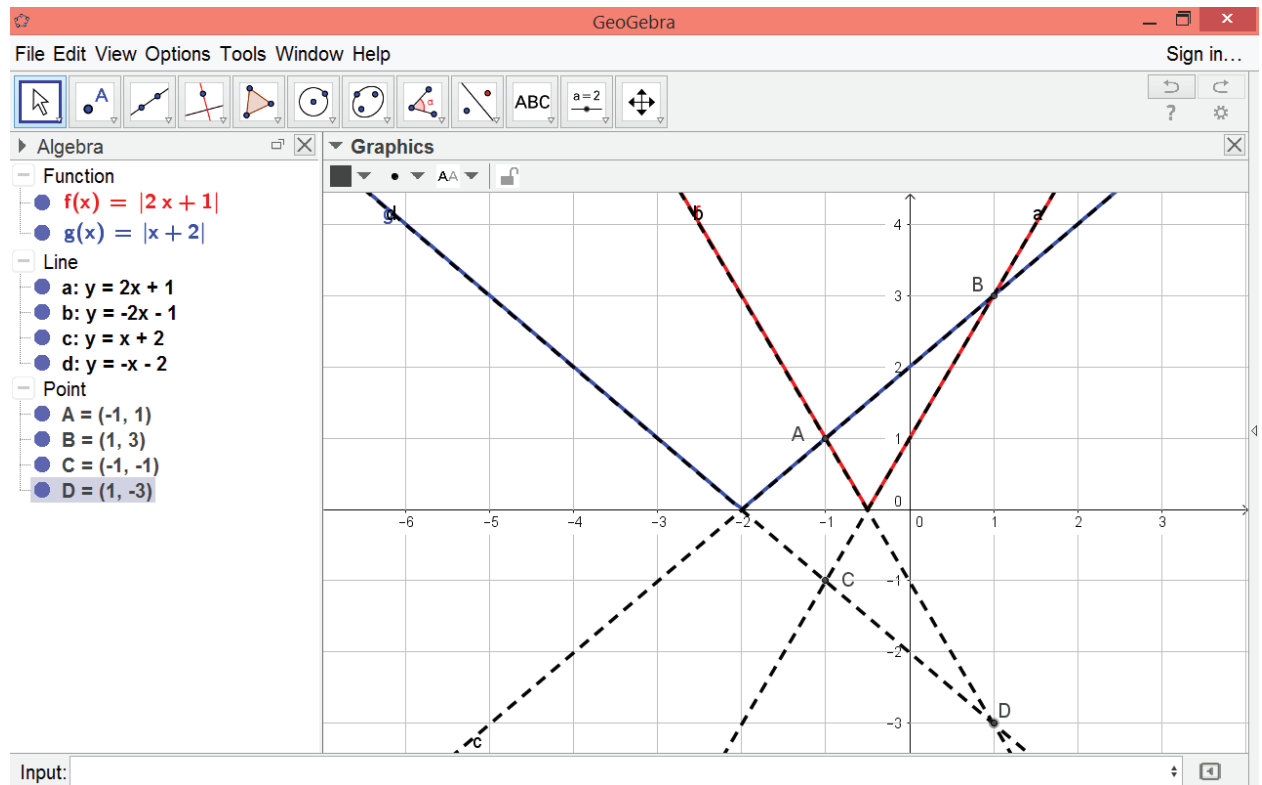 GeoGebra
File Edit View Options Tools Window Help
Sign in...
A
α
ABC
a=2
?
Algebra
Graphics
AA
Function
f(x) = |2 x + 1|
g(x) = |x + 2|
Line
a: y = 2x + 1
b: y = -2x - 1
c: y = x + 2
d: y = -x - 2
Point
A = (-1, 1)
B = (1, 3)
C = (-1, -1)
D = (1, -3)
g d b a
4
B
3
2
A
1
0
-6 -5 -4 -3 -2 -1 0 1 2 3
C
-1
-2
D
-3
c
Input: